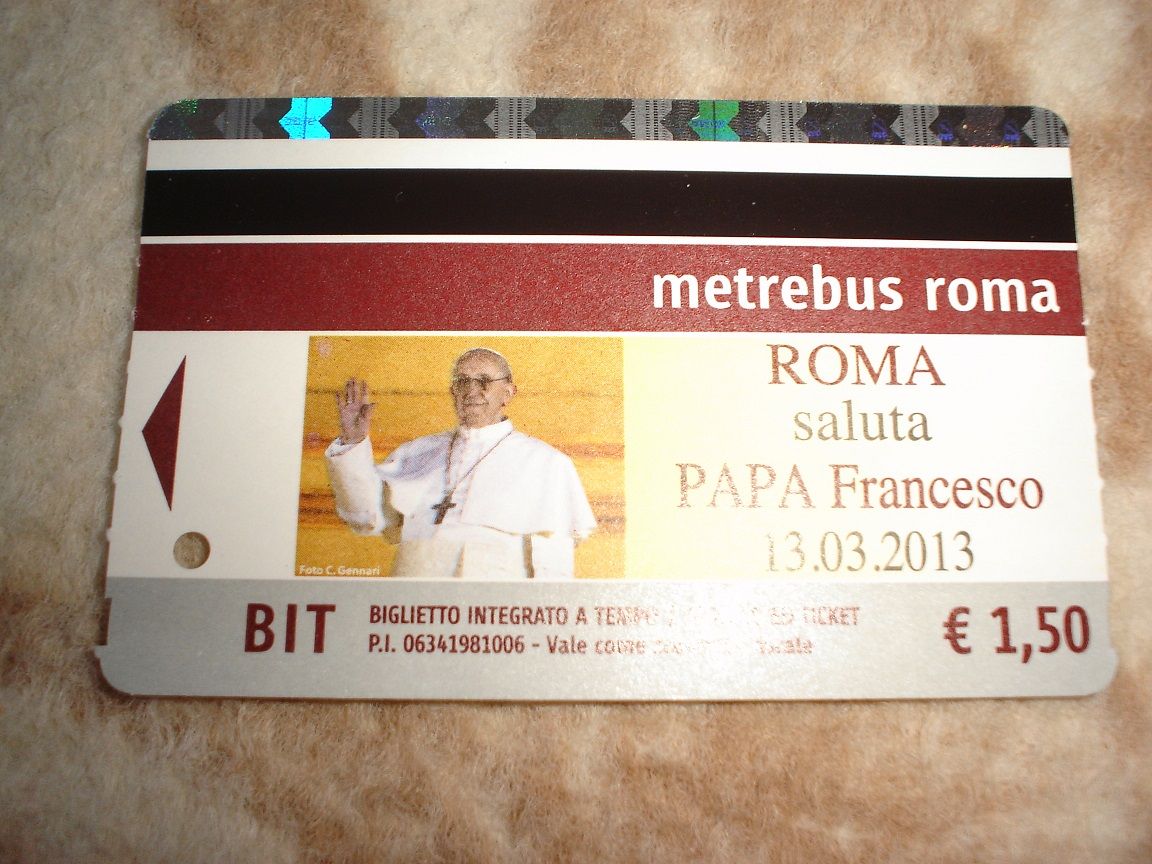 metrebus roma
ROMA
saluta
PAPA Francesco
13.03.2013
Foto C. Gennari
BIT
BIGLIETTO INTEGRATO A TEMPO TICKET
P.I. 06341981006 - Vale come
€ 1,50